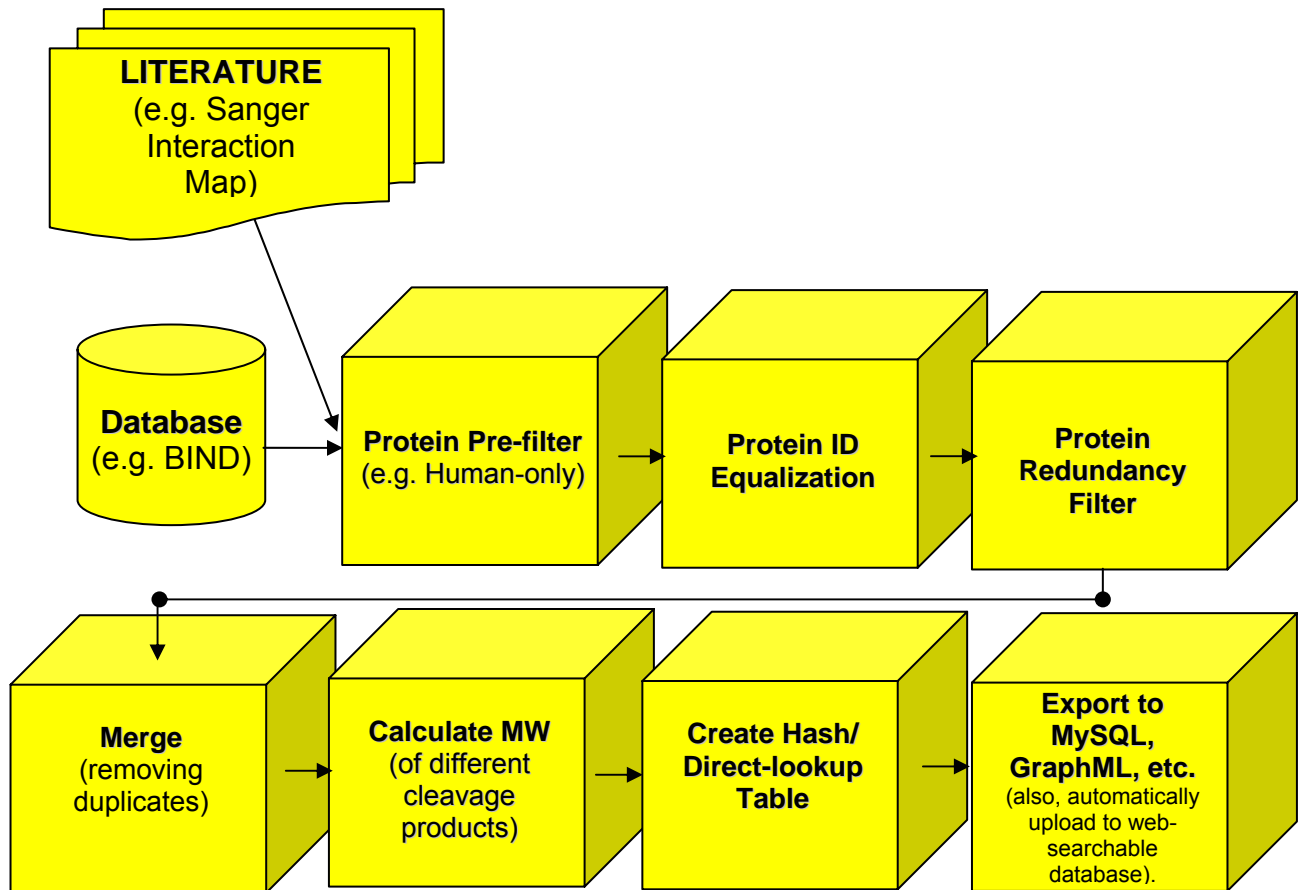 LITERATURE
(e.g. Sanger
Interaction
Map)
Database
(e.g. BIND)
Protein Pre-filter
(e.g. Human-only)
Protein ID
Equalization
Protein
Redundancy
Filter
Merge
(removing
duplicates)
Calculate MW
(of different
cleavage
products)
Create Hash/
Direct-lookup
Table
Export to
MySQL,
GraphML, etc.
(also, automatically
upload to web-
searchable
database).